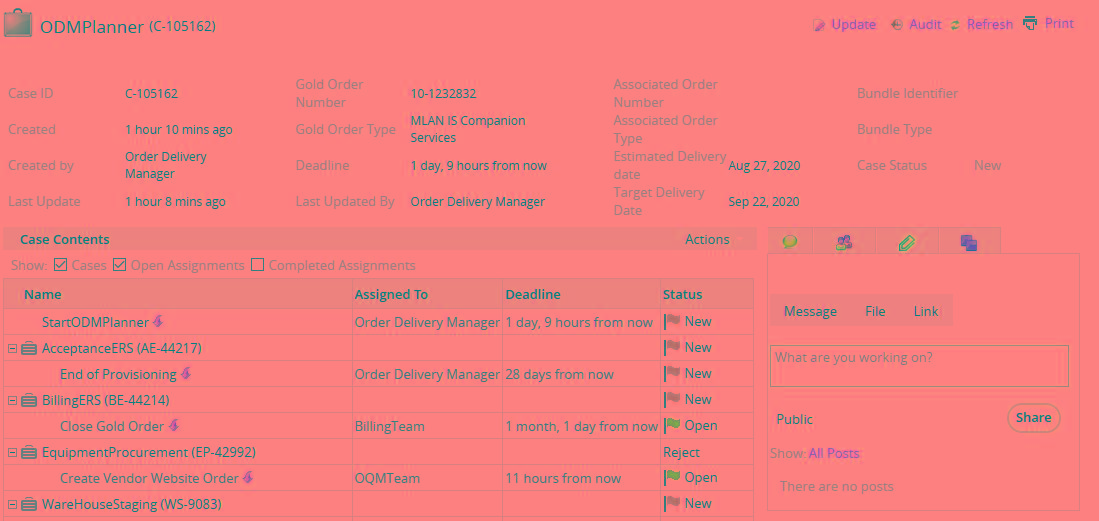 ODMPlanner (C-105162)
Update Audit Refresh Print
Case ID C-105162 Gold Order Number 10-1232832 Associated Order Number Bundle Identifier
Created 1 hour 10 mins ago Gold Order Type MLAN IS Companion Services Associated Order Type Bundle Type
Created by Order Delivery Manager Deadline 1 day, 9 hours from now Estimated Delivery date Aug 27, 2020 Case Status New
Last Update 1 hour 8 mins ago Last Updated By Order Delivery Manager Target Delivery Date Sep 22, 2020
Case Contents Actions
Show: Cases Open Assignments Completed Assignments
Name Assigned To Deadline Status
StartODMPlanner Order Delivery Manager 1 day, 9 hours from now New
AcceptanceERS (AE-44217) New
End of Provisioning Order Delivery Manager 28 days from now New
BillingERS (BE-44214) New
Close Gold Order BillingTeam 1 month, 1 day from now Open
EquipmentProcurement (EP-42992) Reject
Create Vendor Website Order OQMTeam 11 hours from now Open
WareHouseStaging (WS-9083) New
Message File Link
What are you working on?
Public Share
Show: All Posts
There are no posts